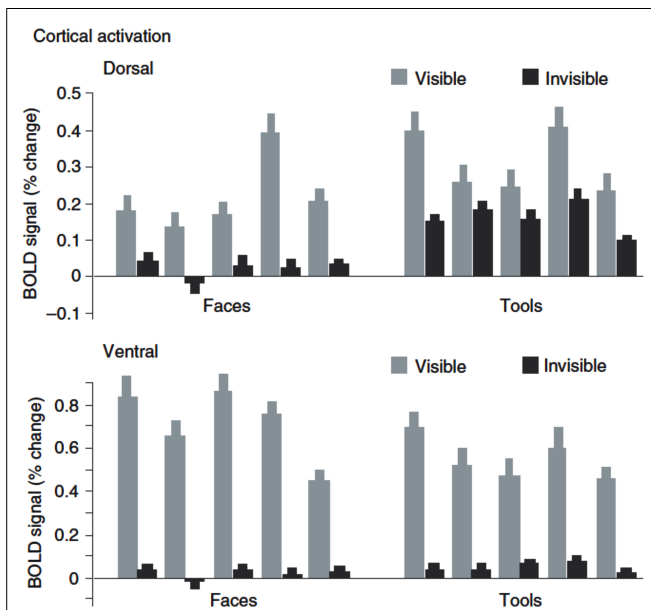 Cortical activation
Dorsal
Visible
Invisible
BOLD signal (% change)
0.5
0.4
0.3
0.2
0.1
0
–0.1
Faces
Tools
Ventral
Visible
Invisible
BOLD signal (% change)
0.8
0.6
0.4
0.2
0
Faces
Tools